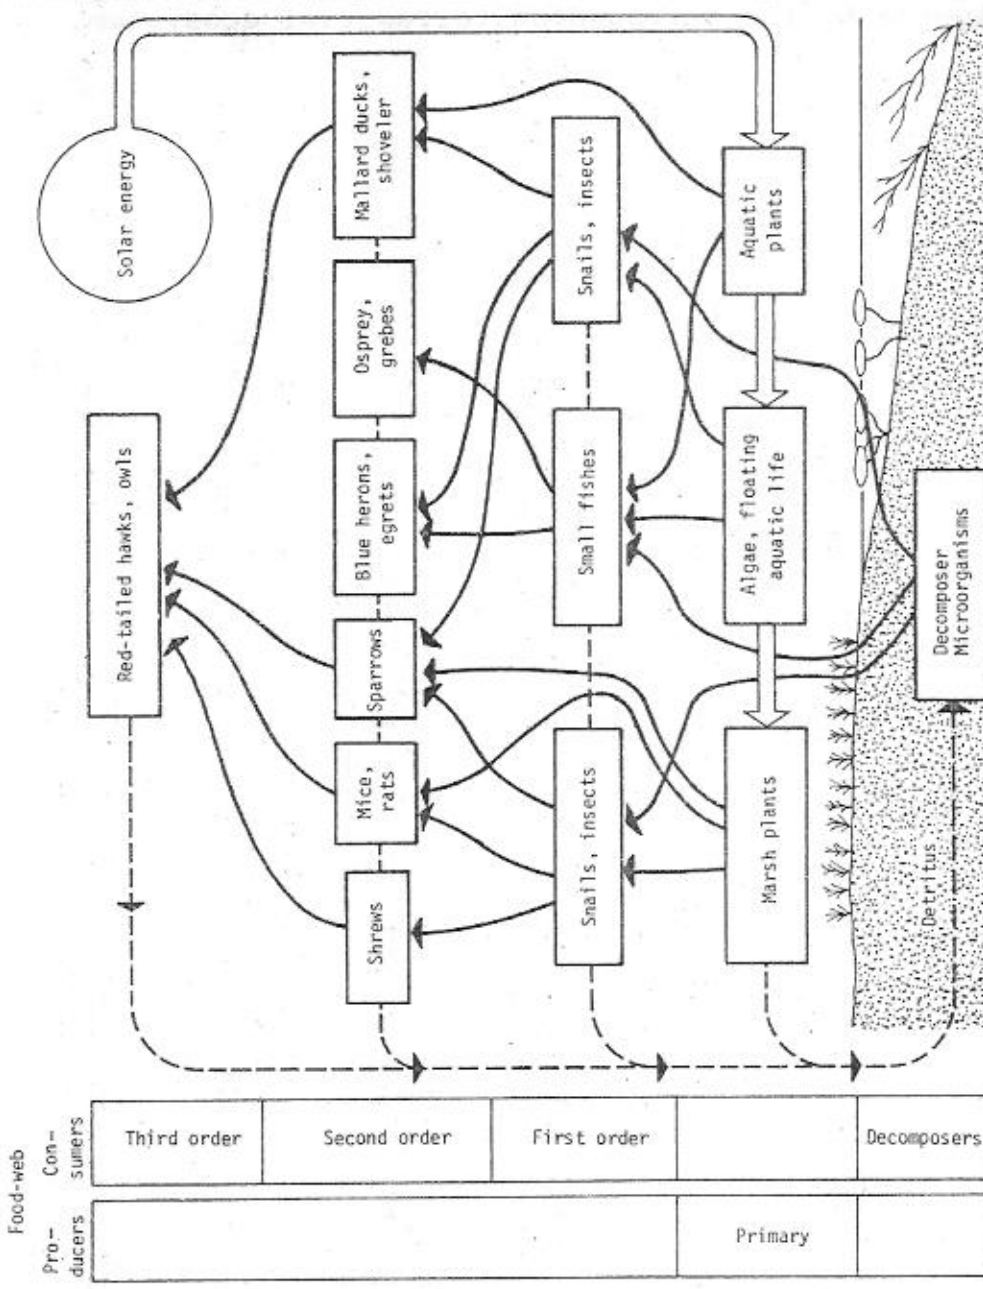 Food-web
Pro-
ducers
Con-
sumers
Third order
Second order
First order
Decomposers
Primary
Solar energy
Red-tailed hawks, owls
Shrews
Mice,
rats
Sparrows
Blue herons,
egrets
Osprey,
grebes
Mallard ducks,
shoveler
Snails, insects
Small fishes
Snails, insects
Marsh plants
Algae, floating
aquatic life
Aquatic
plants
Detritus
Decomposer
Microorganisms